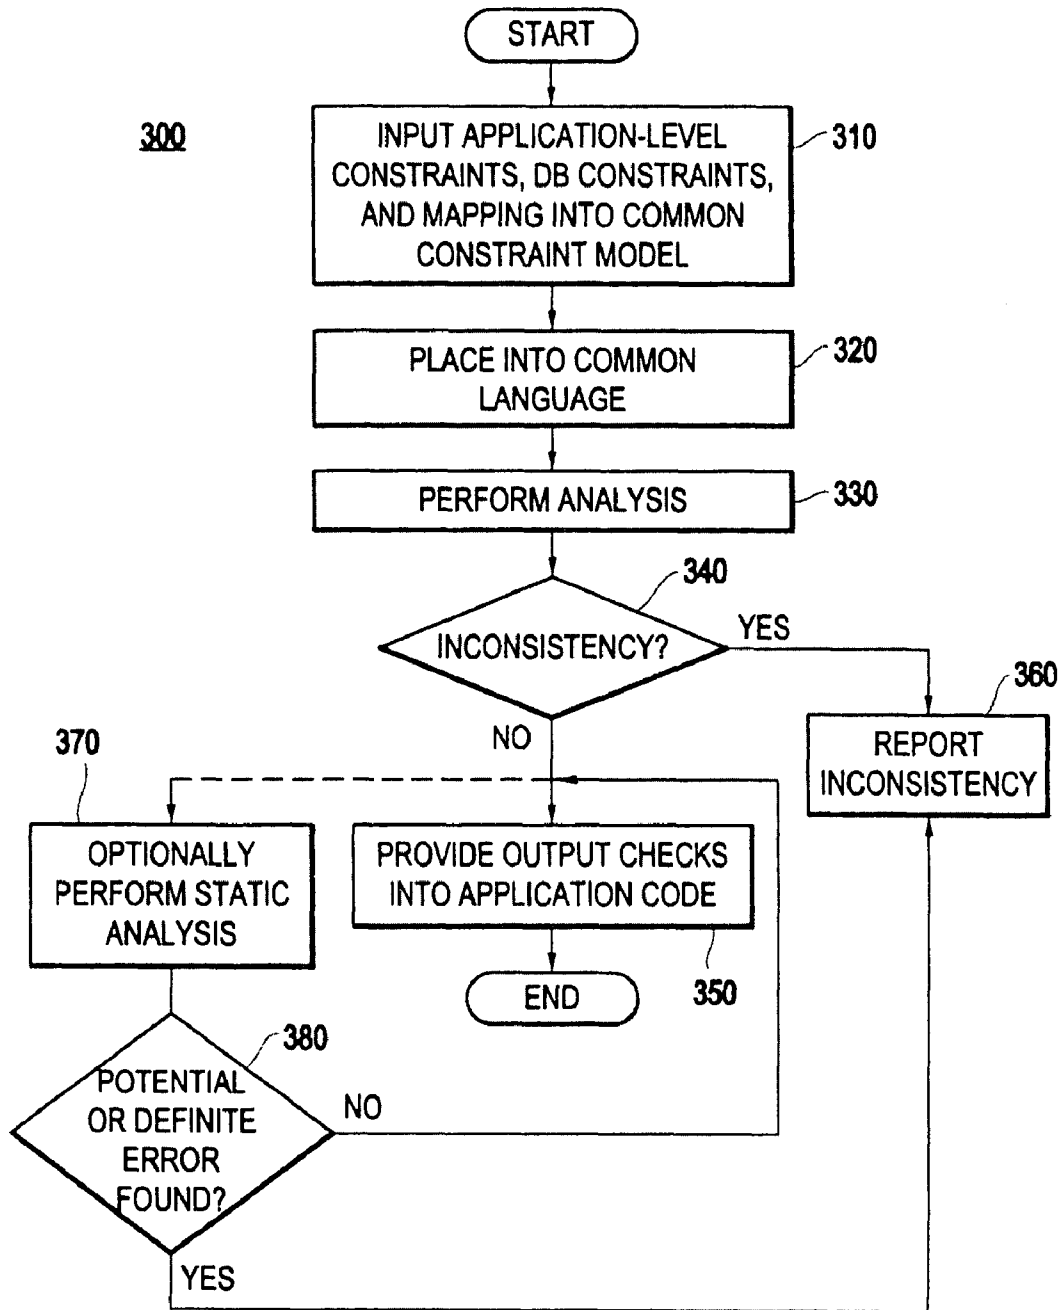 START
300
INPUT APPLICATION-LEVEL
CONSTRAINTS, DB CONSTRAINTS,
AND MAPPING INTO COMMON
CONSTRAINT MODEL
310
PLACE INTO COMMON
LANGUAGE
320
PERFORM ANALYSIS
330
340
INCONSISTENCY?
YES
NO
360
REPORT
INCONSISTENCY
370
OPTIONALLY
PERFORM STATIC
ANALYSIS
PROVIDE OUTPUT CHECKS
INTO APPLICATION CODE
350
END
380
POTENTIAL
OR DEFINITE
ERROR
FOUND?
NO
YES